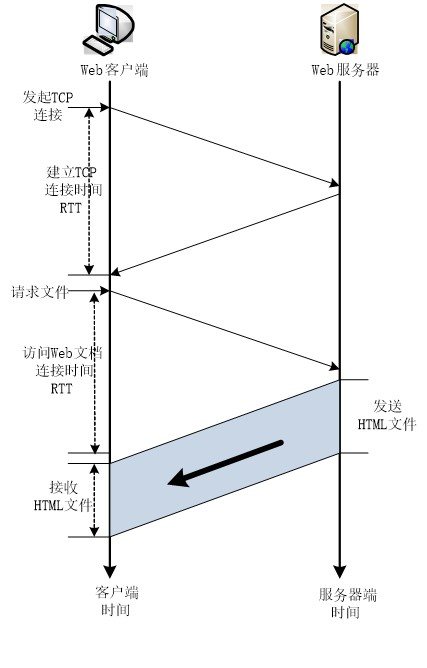 Web客户端
Web服务器
发起TCP
连接
建立TCP
连接时间
RTT
请求文件
访问Web文档
连接时间
RTT
发送
HTML文件
接收
HTML文件
客户端
时间
服务器端
时间